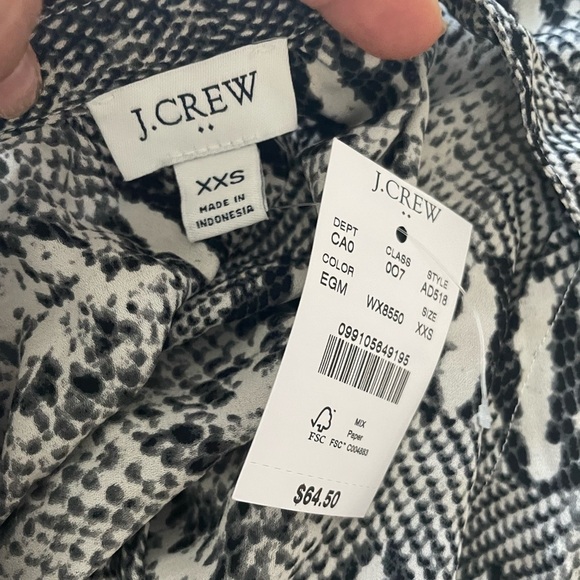 J.CREW
XXS
MADE IN
INDONESIA
J.CREW
DEPT CLASS STYLE
CA0 007 AD518
COLOR SIZE
EGM WX8550 XXS
099105849195
MIX
Paper
FSC FSC™ C004883
$64.50